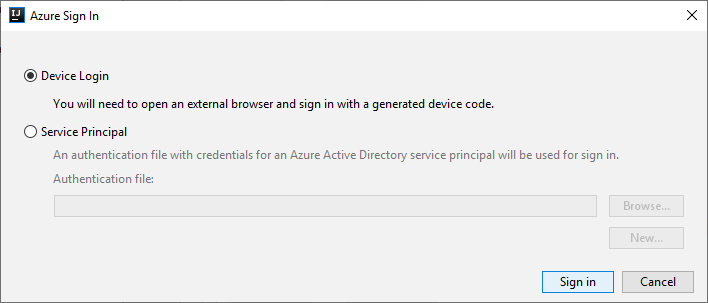 IJ Azure Sign In
Device Login
You will need to open an external browser and sign in with a generated device code.
Service Principal
An authentication file with credentials for an Azure Active Directory service principal will be used for sign in.
Authentication file:
Browse...
New...
Sign in Cancel